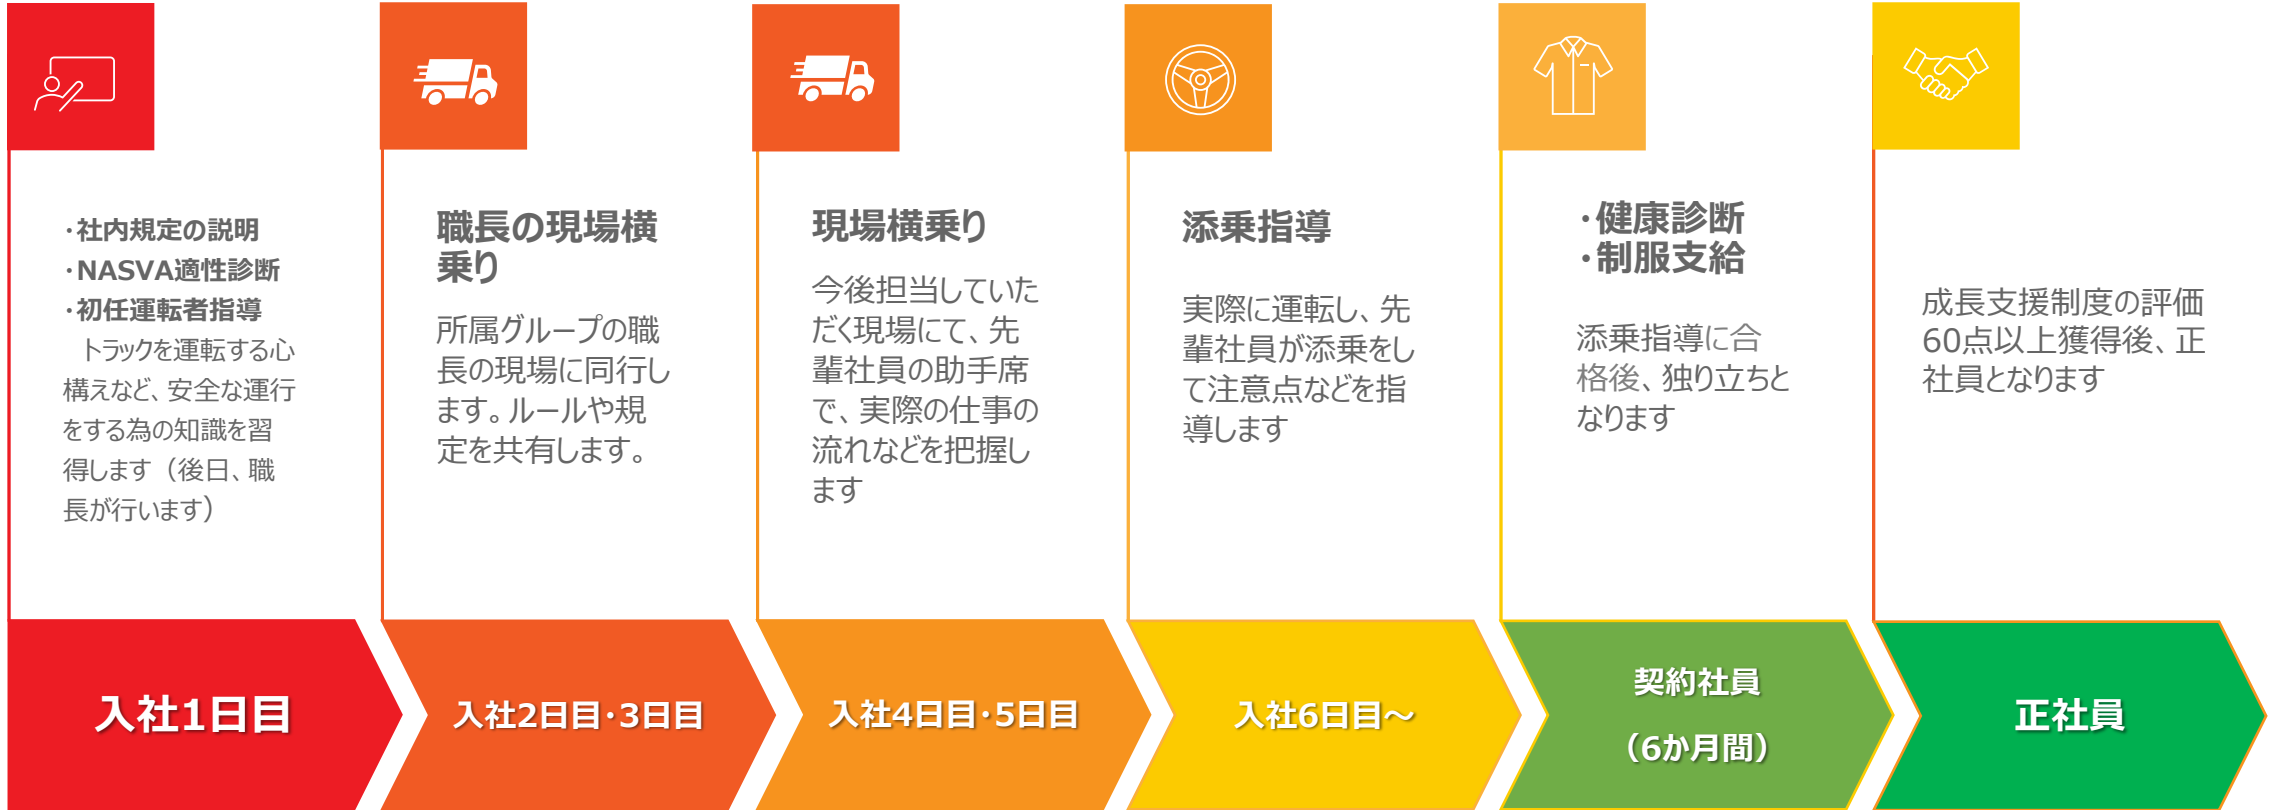 ・社内規定の説明
・NASVA適性診断
・初任運転者指導
トラックを運転する心
構えなど、安全な運行
をする為の知識を習
得します（後日、職
長が行います）
職長の現場横
乗り
所属グループの職
長の現場に同行し
ます。ルールや規
定を共有します。
現場横乗り
今後担当していた
だく現場にて、先
輩社員の助手席
で、実際の仕事の
流れなどを把握し
ます
添乗指導
実際に運転し、先
輩社員が添乗をし
て注意点などを指
導します
・健康診断
・制服支給
添乗指導に合
格後、独り立ちと
なります
成長支援制度の評価
60点以上獲得後、正
社員となります
入社1日目
入社2日目・3日目
入社4日目・5日目
入社6日目～
契約社員
（6か月間）
正社員